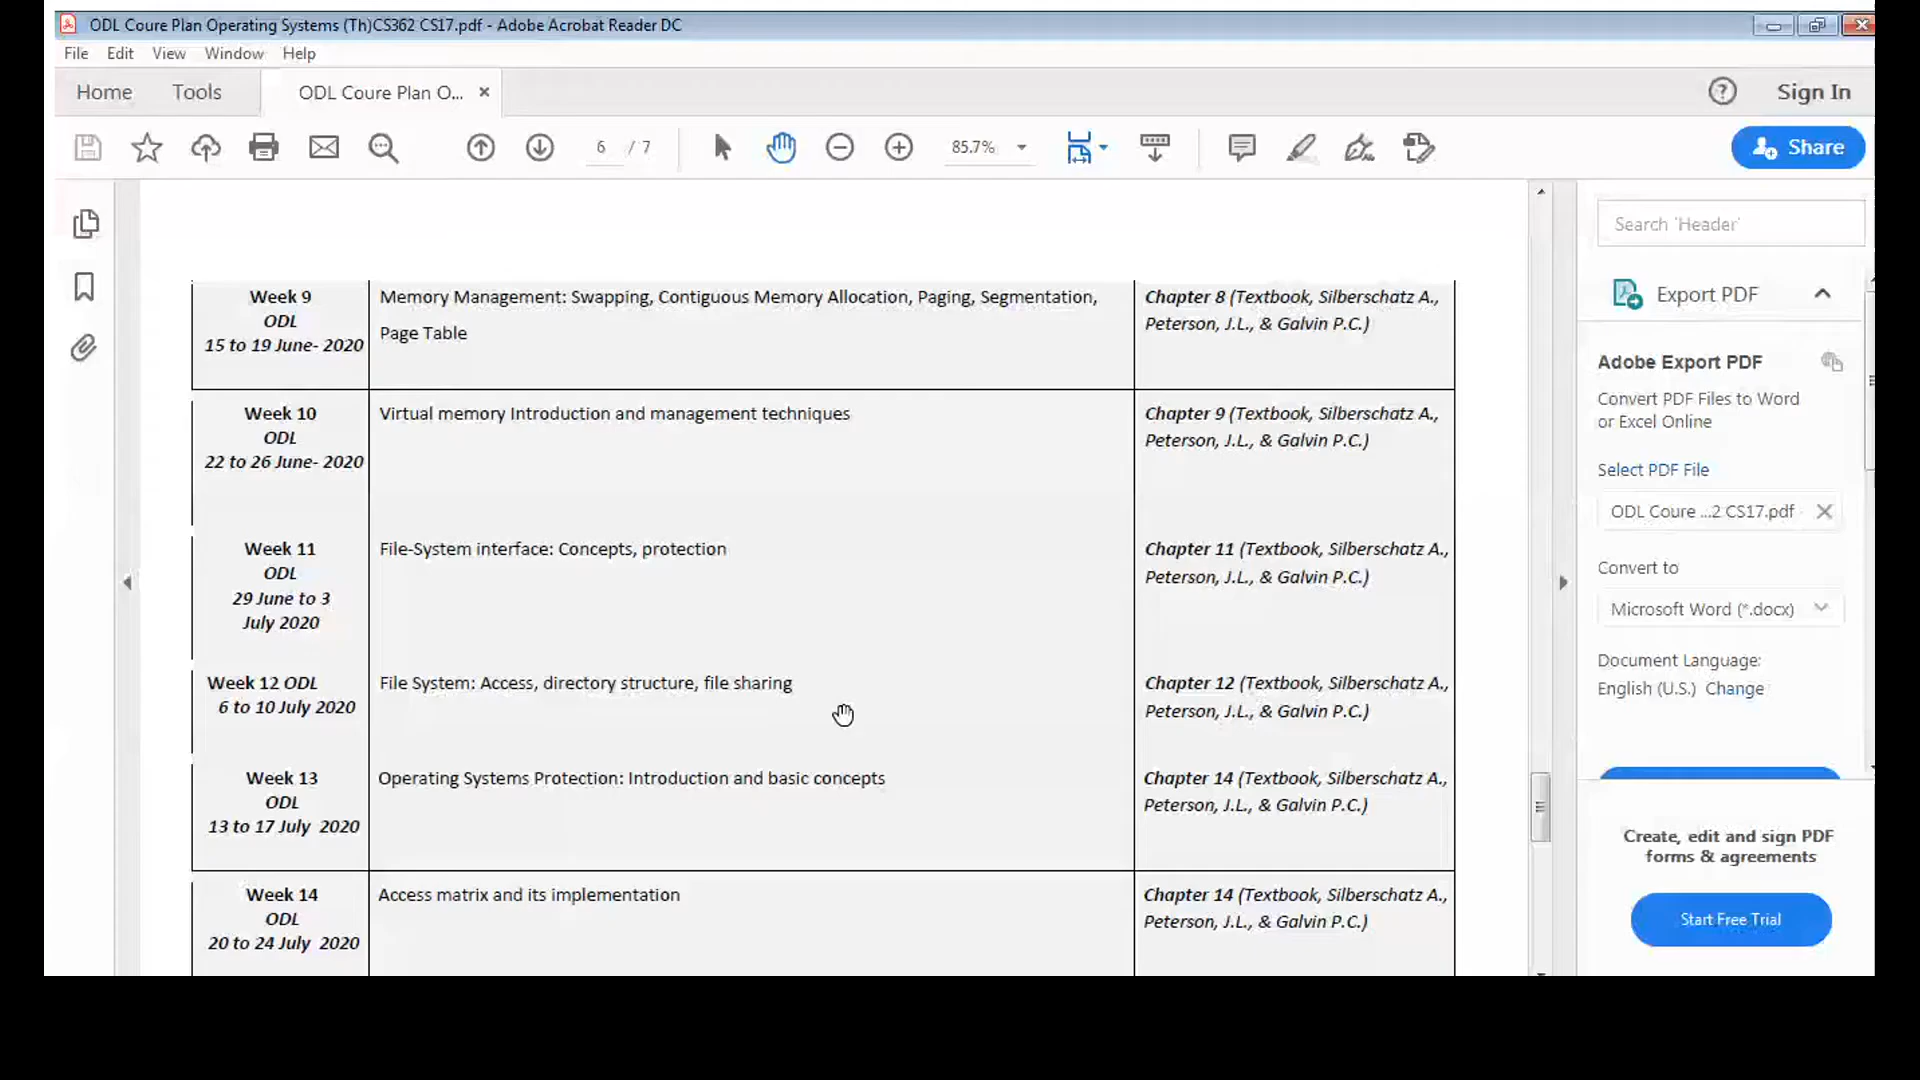 ODL Coure Plan Operating Systems (Th)CS362 CS17.pdf - Adobe Acrobat Reader DC
File Edit View Window Help
Home Tools ODL Coure Plan O... ×
Sign In
6 / 7
85.7%
Share
Search 'Header'
Export PDF
Adobe Export PDF
Convert PDF Files to Word
or Excel Online
Select PDF File
ODL Coure ...2 CS17.pdf
Convert to
Microsoft Word (*.docx)
Document Language:
English (U.S.) Change
Create, edit and sign PDF
forms & agreements
Start Free Trial
Week 9
ODL
15 to 19 June- 2020
Memory Management: Swapping, Contiguous Memory Allocation, Paging, Segmentation,
Page Table
Chapter 8 (Textbook, Silberschatz A.,
Peterson, J.L., & Galvin P.C.)
Week 10
ODL
22 to 26 June- 2020
Virtual memory Introduction and management techniques
Chapter 9 (Textbook, Silberschatz A.,
Peterson, J.L., & Galvin P.C.)
Week 11
ODL
29 June to 3
July 2020
File-System interface: Concepts, protection
Chapter 11 (Textbook, Silberschatz A.,
Peterson, J.L., & Galvin P.C.)
Week 12 ODL
6 to 10 July 2020
File System: Access, directory structure, file sharing
Chapter 12 (Textbook, Silberschatz A.,
Peterson, J.L., & Galvin P.C.)
Week 13
ODL
13 to 17 July 2020
Operating Systems Protection: Introduction and basic concepts
Chapter 14 (Textbook, Silberschatz A.,
Peterson, J.L., & Galvin P.C.)
Week 14
ODL
20 to 24 July 2020
Access matrix and its implementation
Chapter 14 (Textbook, Silberschatz A.,
Peterson, J.L., & Galvin P.C.)